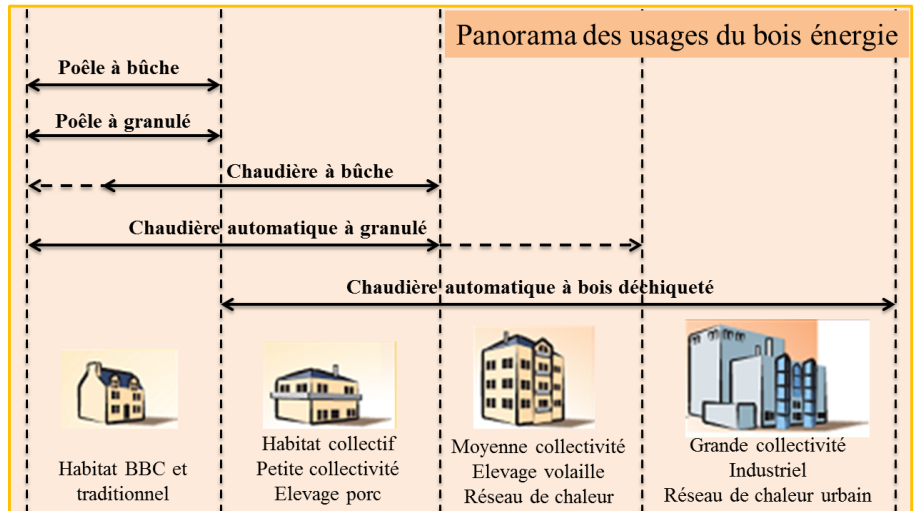 Panorama des usages du bois énergie
Poêle à bûche
Poêle à granulé
Chaudière à bûche
Chaudière automatique à granulé
Chaudière automatique à bois déchiqueté
Habitat BBC et
traditionnel
Habitat collectif
Petite collectivité
Elevage porc
Moyenne collectivité
Elevage volaille
Réseau de chaleur
Grande collectivité
Industriel
Réseau de chaleur urbain